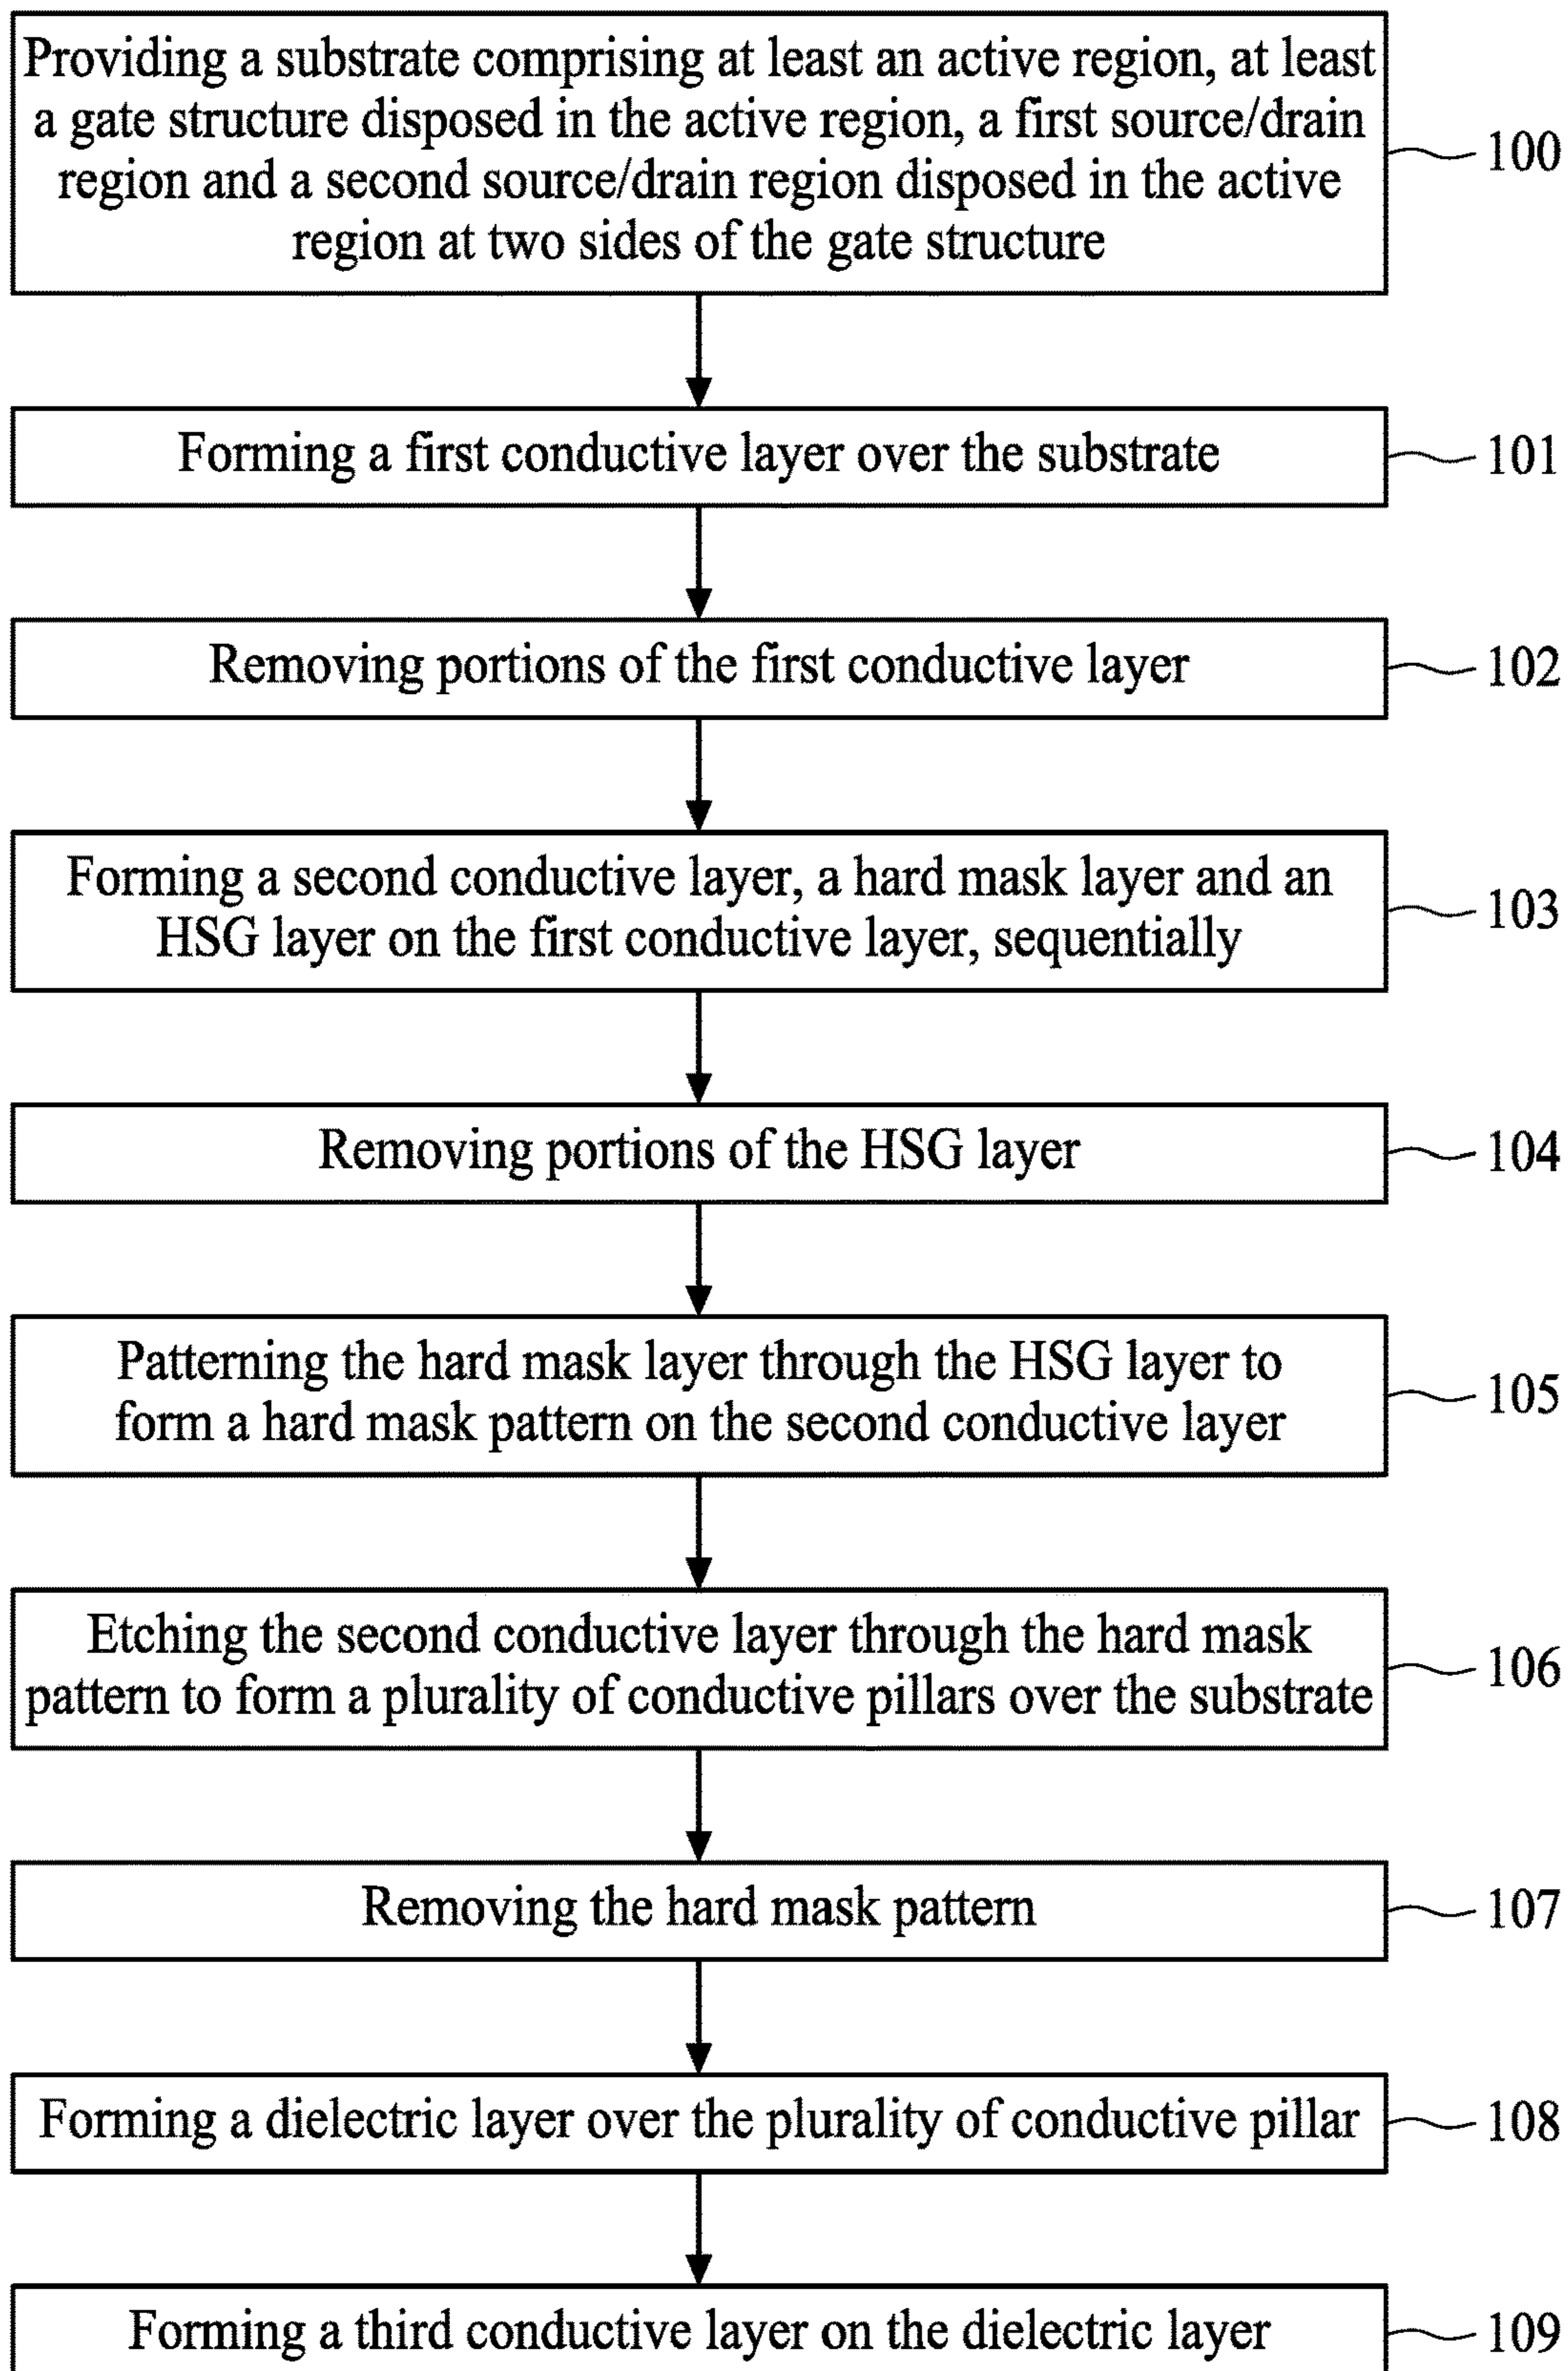 Providing a substrate comprising at least an active region, at least
a gate structure disposed in the active region, a first source/drain
region and a second source/drain region disposed in the active
region at two sides of the gate structure
100
Forming a first conductive layer over the substrate
101
Removing portions of the first conductive layer
102
Forming a second conductive layer, a hard mask layer and an
HSG layer on the first conductive layer, sequentially
103
Removing portions of the HSG layer
104
Patterning the hard mask layer through the HSG layer to
form a hard mask pattern on the second conductive layer
105
Etching the second conductive layer through the hard mask
pattern to form a plurality of conductive pillars over the substrate
106
Removing the hard mask pattern
107
Forming a dielectric layer over the plurality of conductive pillar
108
Forming a third conductive layer on the dielectric layer
109